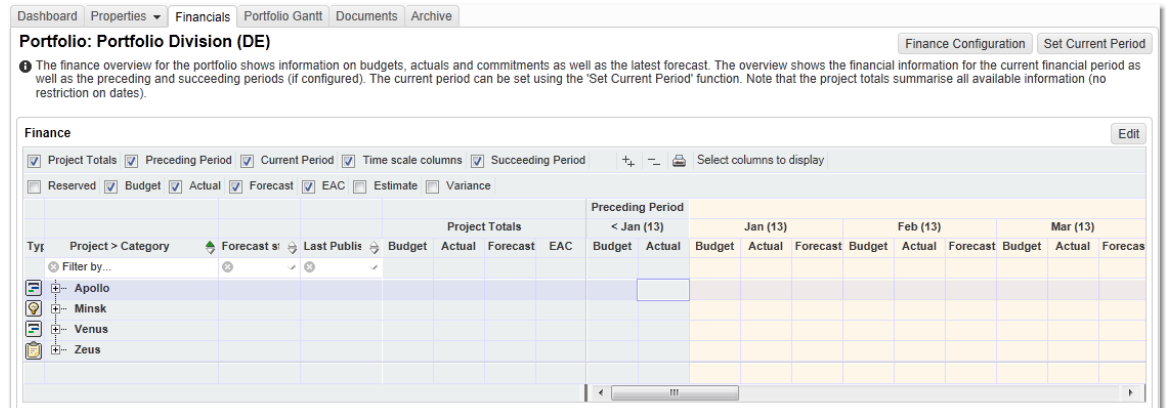 Dashboard Properties Financials Portfolio Gantt Documents Archive
Portfolio: Portfolio Division (DE)
Finance Configuration Set Current Period
The finance overview for the portfolio shows information on budgets, actuals and commitments as well as the latest forecast. The overview shows the financial information for the current financial period as
well as the preceding and succeeding periods (if configured). The current period can be set using the 'Set Current Period' function. Note that the project totals summarise all available information (no
restriction on dates).
Finance Edit
Project Totals Preceding Period Current Period Time scale columns Succeeding Period Select columns to display
Reserved Budget Actual Forecast EAC Estimate Variance
Preceding Period
Project Totals < Jan (13) Jan (13) Feb (13) Mar (13)
Typ Project > Category Forecast st Last Publis Budget Actual Forecast EAC Budget Actual Budget Actual Forecast Budget Actual Forecast Budget Actual Forecas
Filter by...
Apollo
Minsk
Venus
Zeus